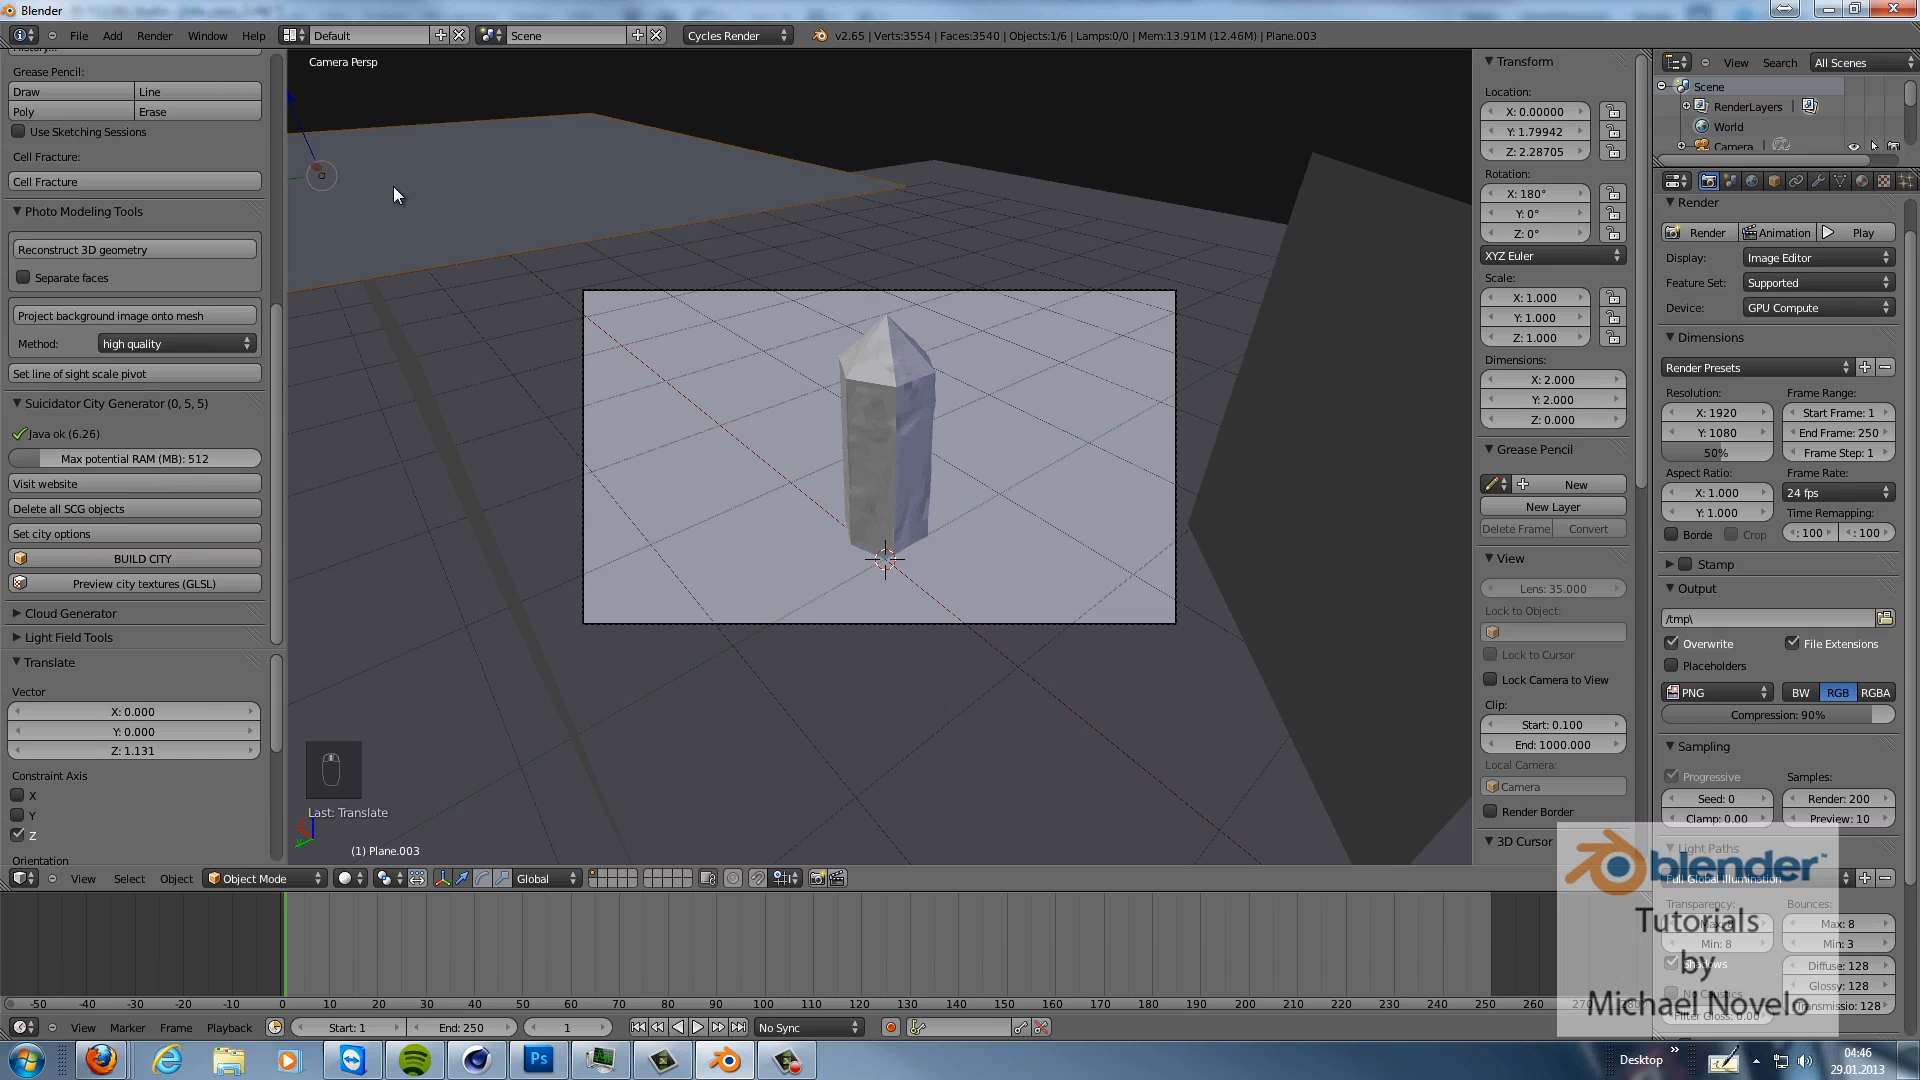 Blender
File Add Render Window Help Default Scene Cycles Render v2.65 | Verts:3554 | Faces:3540 | Objects:1/6 | Lamps:0/0 | Mem:13.91M (12.46M) | Plane.003
Grease Pencil:
Draw Line
Poly Erase
Use Sketching Sessions
Cell Fracture:
Cell Fracture
Photo Modeling Tools
Reconstruct 3D geometry
Separate faces
Project background image onto mesh
Method: high quality
Set line of sight scale pivot
Suicidator City Generator (0, 5, 5)
Java ok (6.26)
Max potential RAM (MB): 512
Visit website
Delete all SCG objects
Set city options
BUILD CITY
Preview city textures (GLSL)
Cloud Generator
Light Field Tools
Translate
Vector
X: 0.000
Y: 0.000
Z: 1.131
Constraint Axis
X
Y
Z
Orientation
Camera Persp
Last: Translate
(1) Plane.003
View Select Object Object Mode Global
Transform
Location:
X: 0.00000
Y: 1.79942
Z: 2.28705
Rotation:
X: 180°
Y: 0°
Z: 0°
XYZ Euler
Scale:
X: 1.000
Y: 1.000
Z: 1.000
Dimensions:
X: 2.000
Y: 2.000
Z: 0.000
Grease Pencil
New
New Layer
Delete Frame Convert
View
Lens: 35.000
Lock to Object:
Lock to Cursor
Lock Camera to View
Clip:
Start: 0.100
End: 1000.000
Local Camera:
Camera
Render Border
3D Cursor
View Search All Scenes
Scene
RenderLayers
World
Camera
Render
Render Animation Play
Display: Image Editor
Feature Set: Supported
Device: GPU Compute
Dimensions
Render Presets
Resolution: Frame Range:
X: 1920 Start Frame: 1
Y: 1080 End Frame: 250
50% Frame Step: 1
Aspect Ratio: Frame Rate:
X: 1.000 24 fps
Y: 1.000 Time Remapping:
Borde Crop : 100 : 100
Stamp
Output
/tmp\
Overwrite File Extensions
Placeholders
PNG BW RGB RGBA
Compression: 90%
Sampling
Progressive Samples:
Seed: 0 Render: 200
Clamp: 0.00 Preview: 10
Light Paths
Full Global Illumination
Transparency: Bounces:
Max: 8
Min: 8 Min: 3
Shadows Diffuse: 128
No Caustics Glossy: 128
Filter Gloss: 0.00 Transmissio: 128
blender
Tutorials
by
Michael Novelo
-50 -40 -30 -20 -10 0 10 20 30 40 50 60 70 80 90 100 110 120 130 140 150 160 170 180 190 200 210 220 230 240 250 260
View Marker Frame Playback Start: 1 End: 250 1 No Sync
Ps
Desktop
04:46
29.01.2013